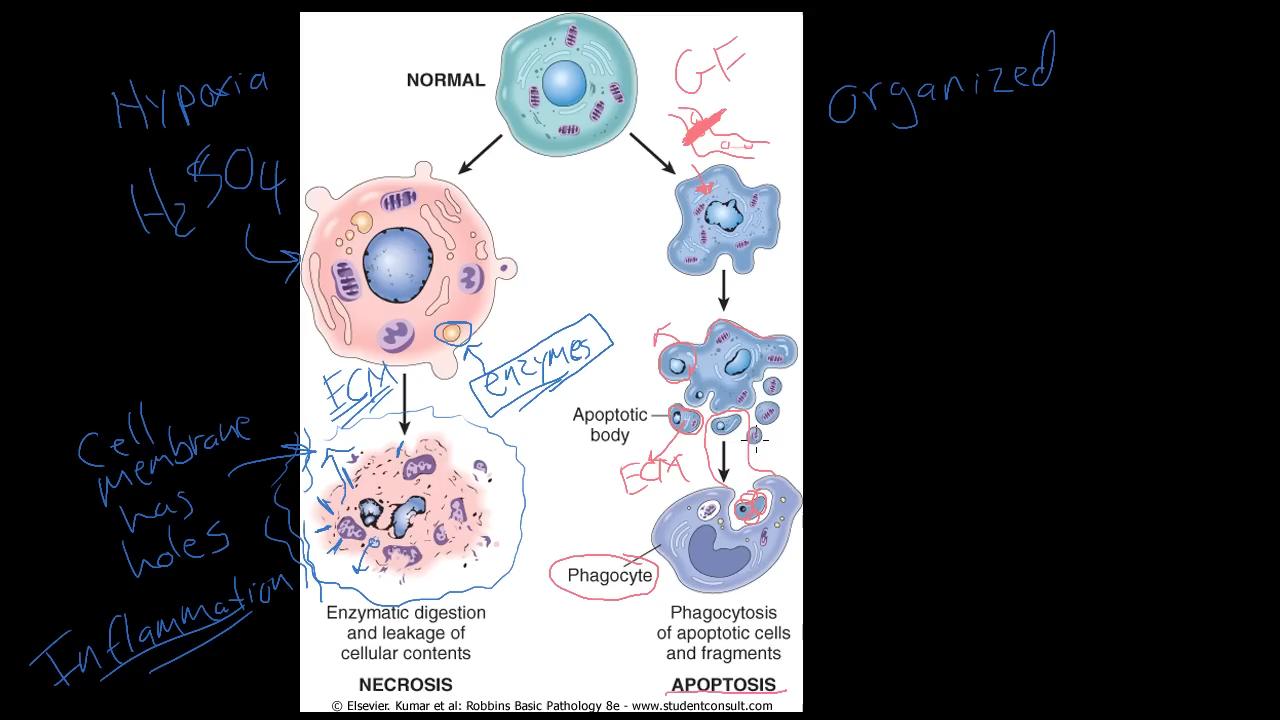 Hypoxia
H2SO4
NORMAL
GF
organized
enzymes
ECM
Cell
membrane
has
holes
Inflammation
Apoptotic
body
ECM
Phagocyte
Enzymatic digestion
and leakage of
cellular contents
NECROSIS
Phagocytosis
of apoptotic cells
and fragments
APOPTOSIS
© Elsevier. Kumar et al: Robbins Basic Pathology 8e - www.studentconsult.com